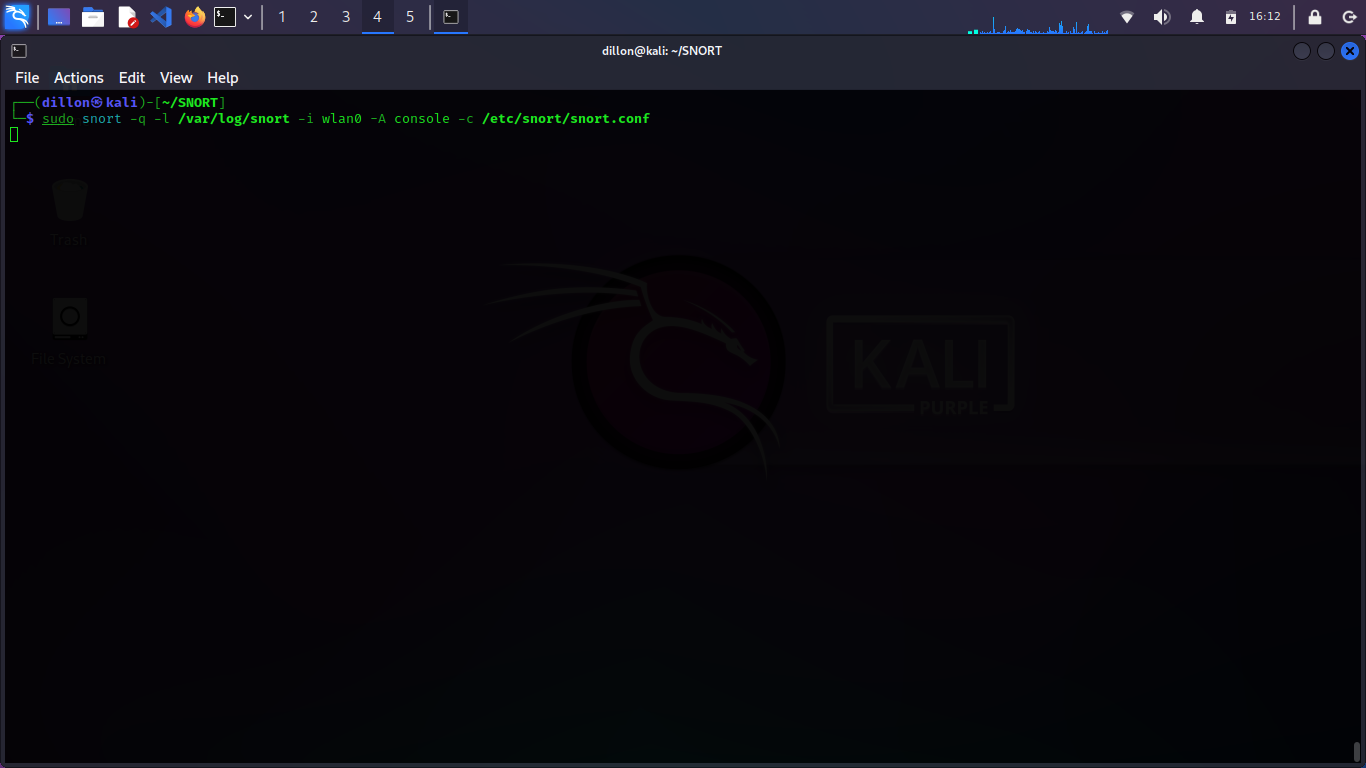 1 2 3 4 5 16:12
dillon@kali: ~/SNORT
File Actions Edit View Help
┌──(dillon㉿kali)-[~/SNORT]
└─$ sudo snort -q -l /var/log/snort -i wlan0 -A console -c /etc/snort/snort.conf
Trash
File System
KALI
PURPLE